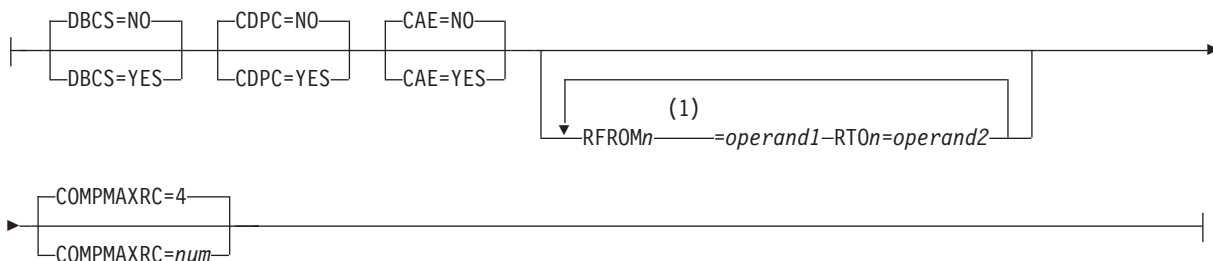 DBCS=NO CDPC=NO CAE=NO
DBCS=YES CDPC=YES CAE=YES
(1)
RFROMn =operand1 RTOn=operand2
COMPMAXRC=4
COMPMAXRC=num